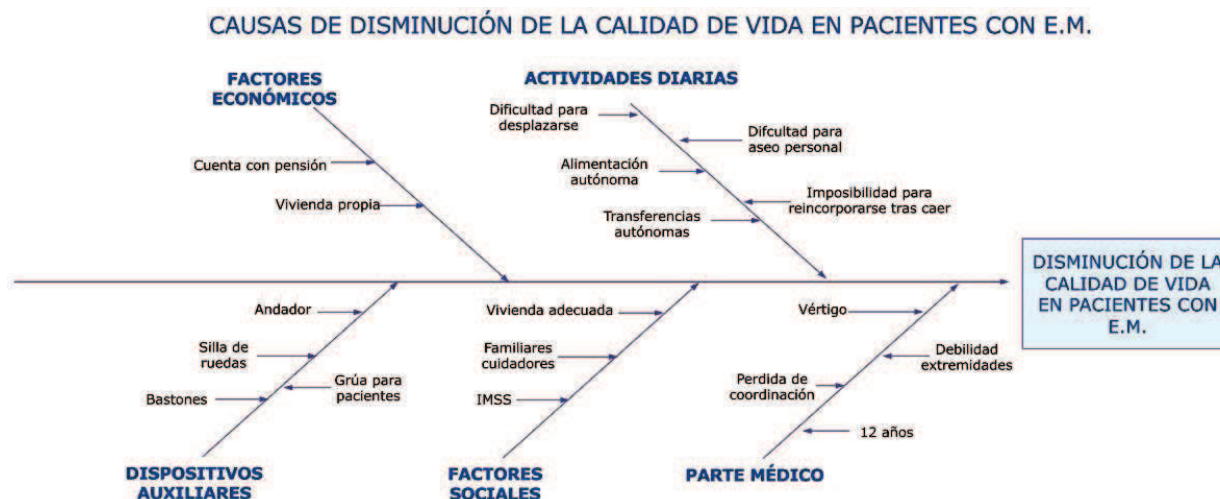 CAUSAS DE DISMINUCIÓN DE LA CALIDAD DE VIDA EN PACIENTES CON E.M.
FACTORES
ECONÓMICOS
Cuenta con pensión
Vivienda propia
ACTIVIDADES DIARIAS
Dificultad para
desplazarse
Difcultad para
aseo personal
Alimentación
autónoma
Imposibilidad para
reincorporarse tras caer
Transferencias
autónomas
DISMINUCIÓN DE LA
CALIDAD DE VIDA
EN PACIENTES CON
E.M.
Andador
Silla de
ruedas
Grúa para
pacientes
Bastones
DISPOSITIVOS
AUXILIARES
Vivienda adecuada
Familiares
cuidadores
IMSS
FACTORES
SOCIALES
Vértigo
Debilidad
extremidades
Perdida de
coordinación
12 años
PARTE MÉDICO